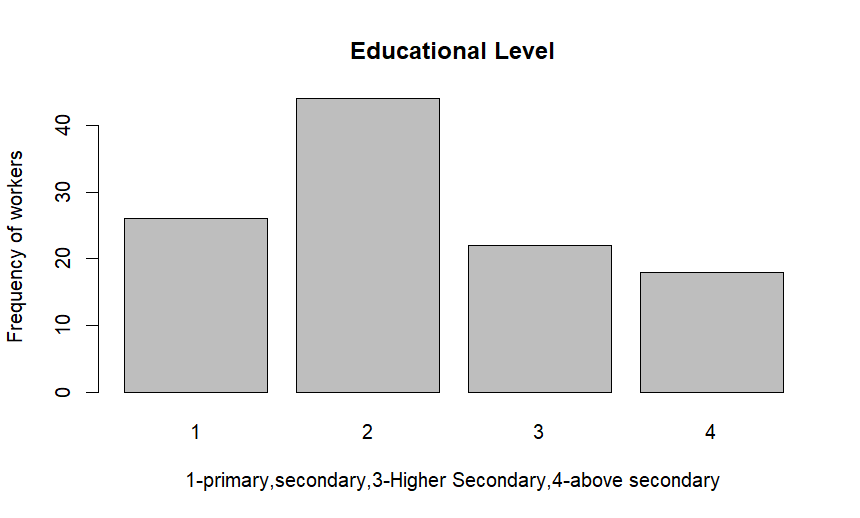 Educational Level
Frequency of workers
40
30
20
10
0
1 2 3 4
1-primary,secondary,3-Higher Secondary,4-above secondary